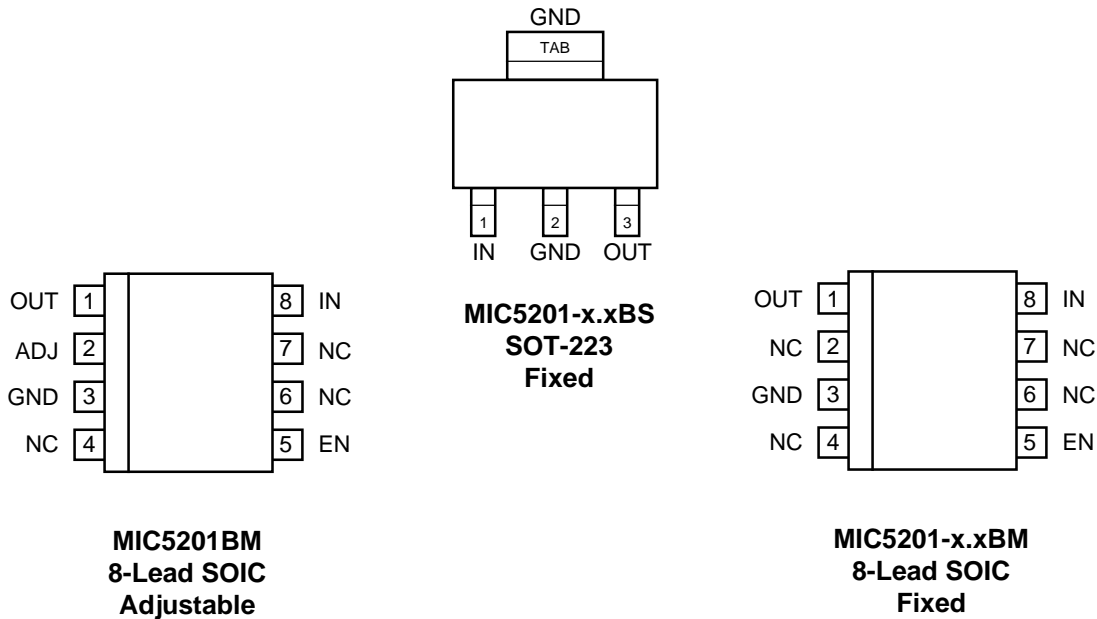 GND
TAB
1 2 3
IN GND OUT
MIC5201-x.xBS
SOT-223
Fixed
OUT 1 8 IN
ADJ 2 7 NC
GND 3 6 NC
NC 4 5 EN
MIC5201BM
8-Lead SOIC
Adjustable
OUT 1 8 IN
NC 2 7 NC
GND 3 6 NC
NC 4 5 EN
MIC5201-x.xBM
8-Lead SOIC
Fixed